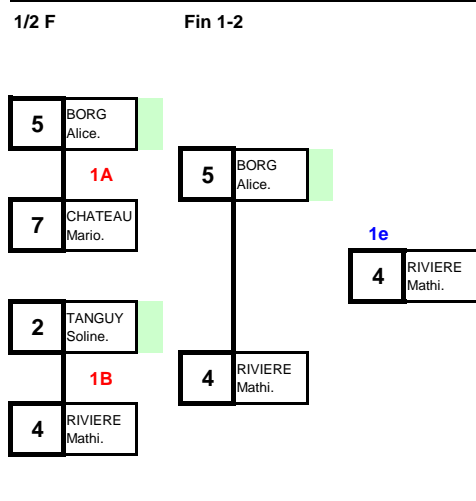 1/2 F
Fin 1-2
5
BORG
Alice.
1A
7
CHATEAU
Mario.
2
TANGUY
Soline.
1B
4
RIVIERE
Mathi.
5
BORG
Alice.
4
RIVIERE
Mathi.
1e
4
RIVIERE
Mathi.